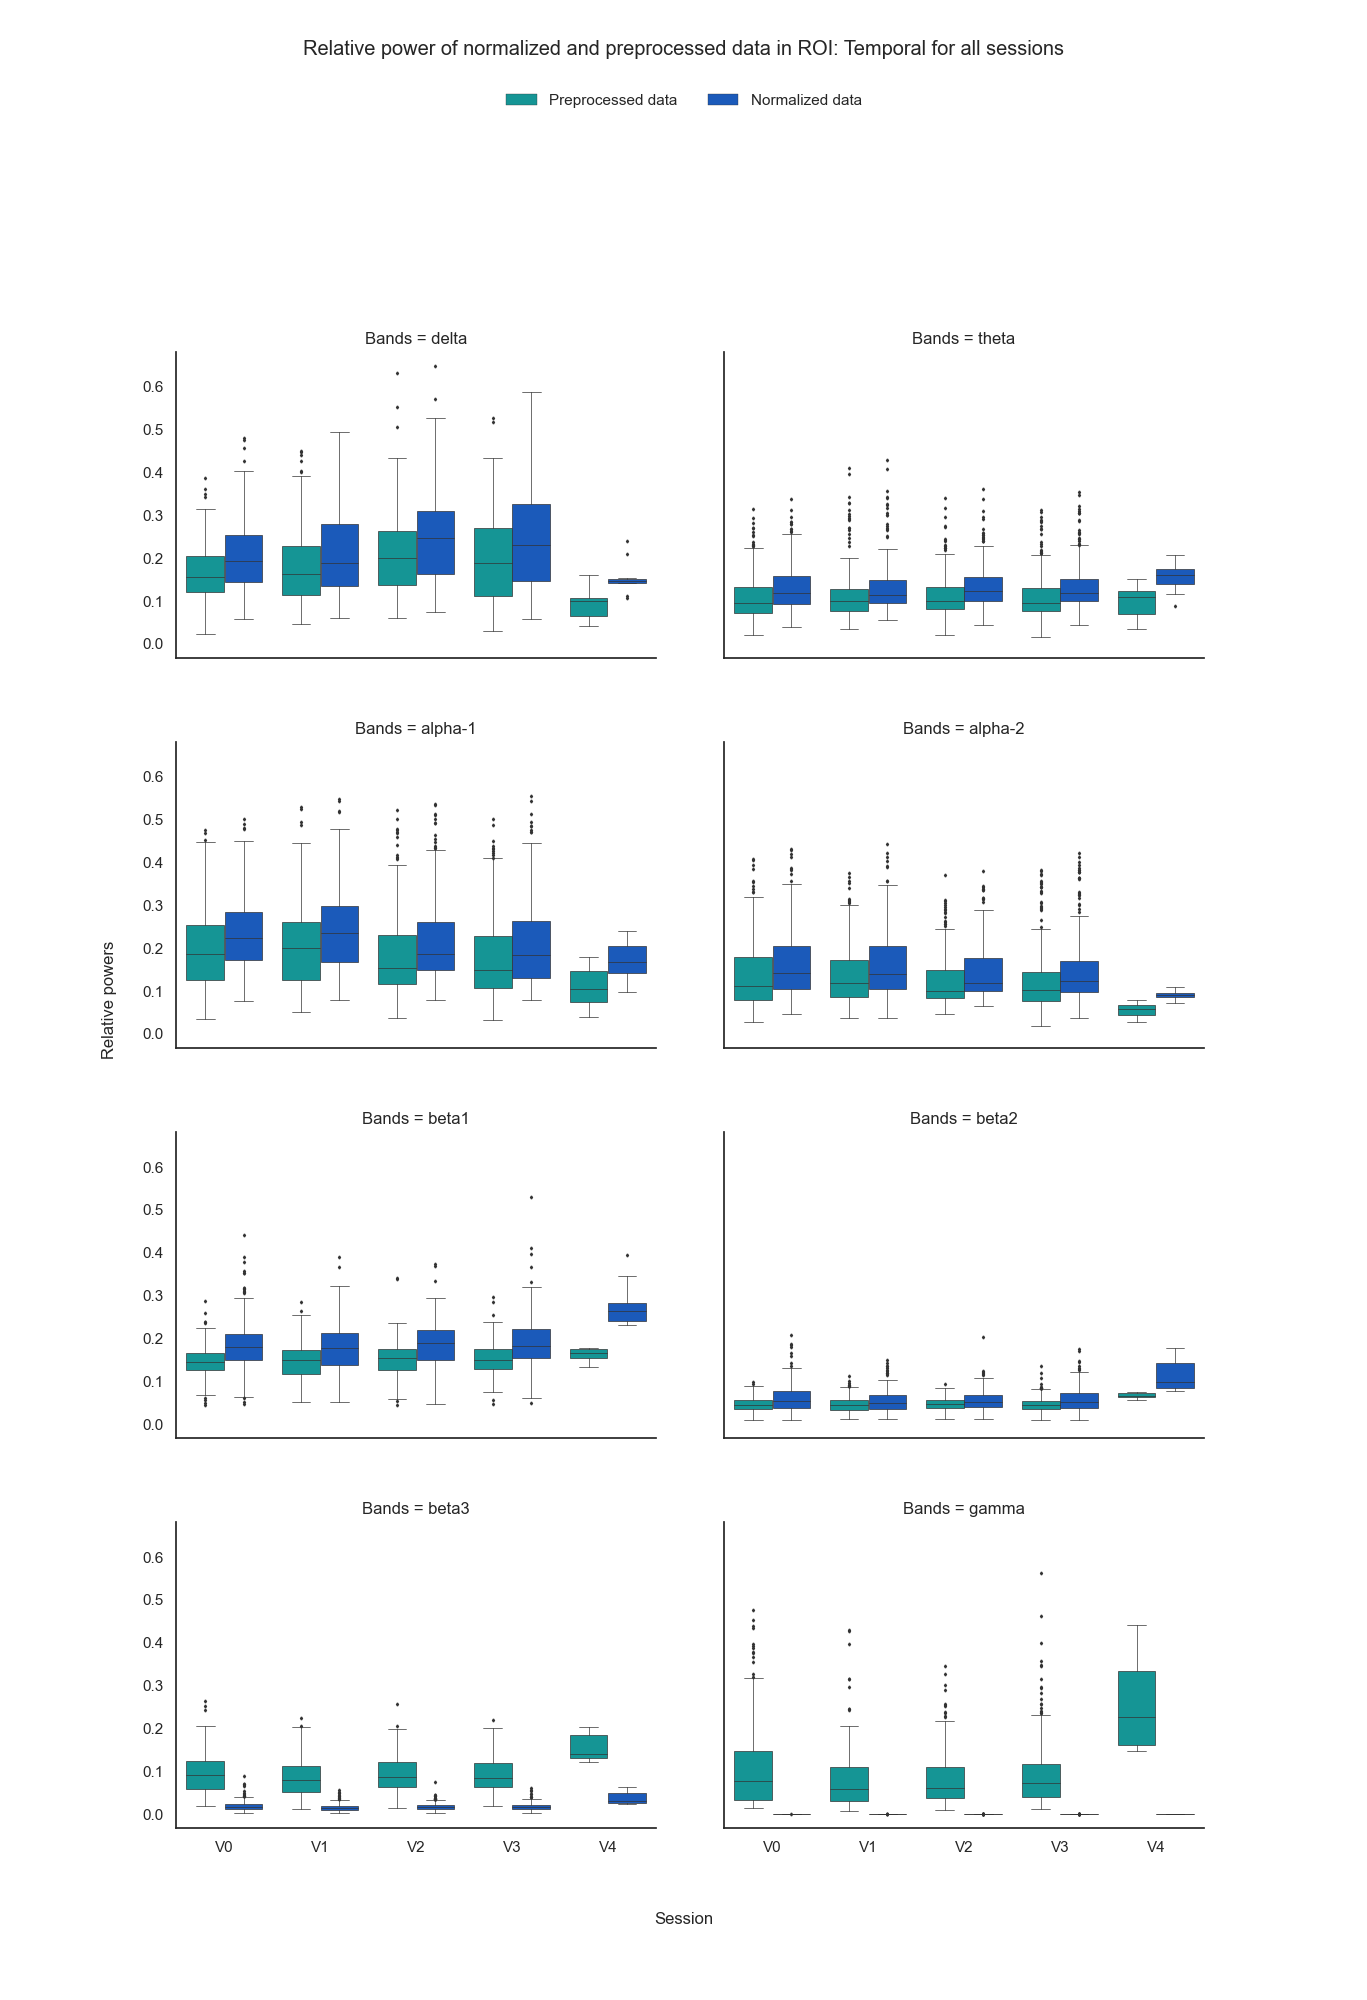 Relative power of normalized and preprocessed data in ROI: Temporal for all sessions
Preprocessed data
Normalized data
Bands = delta
Bands = theta
0.6
0.5
0.4
0.3
0.2
0.1
0.0
Bands = alpha-1
Bands = alpha-2
0.6
0.5
0.4
0.3
0.2
0.1
0.0
Relative powers
Bands = beta1
Bands = beta2
0.6
0.5
0.4
0.3
0.2
0.1
0.0
Bands = beta3
Bands = gamma
0.6
0.5
0.4
0.3
0.2
0.1
0.0
V0 V1 V2 V3 V4
V0 V1 V2 V3 V4
Session